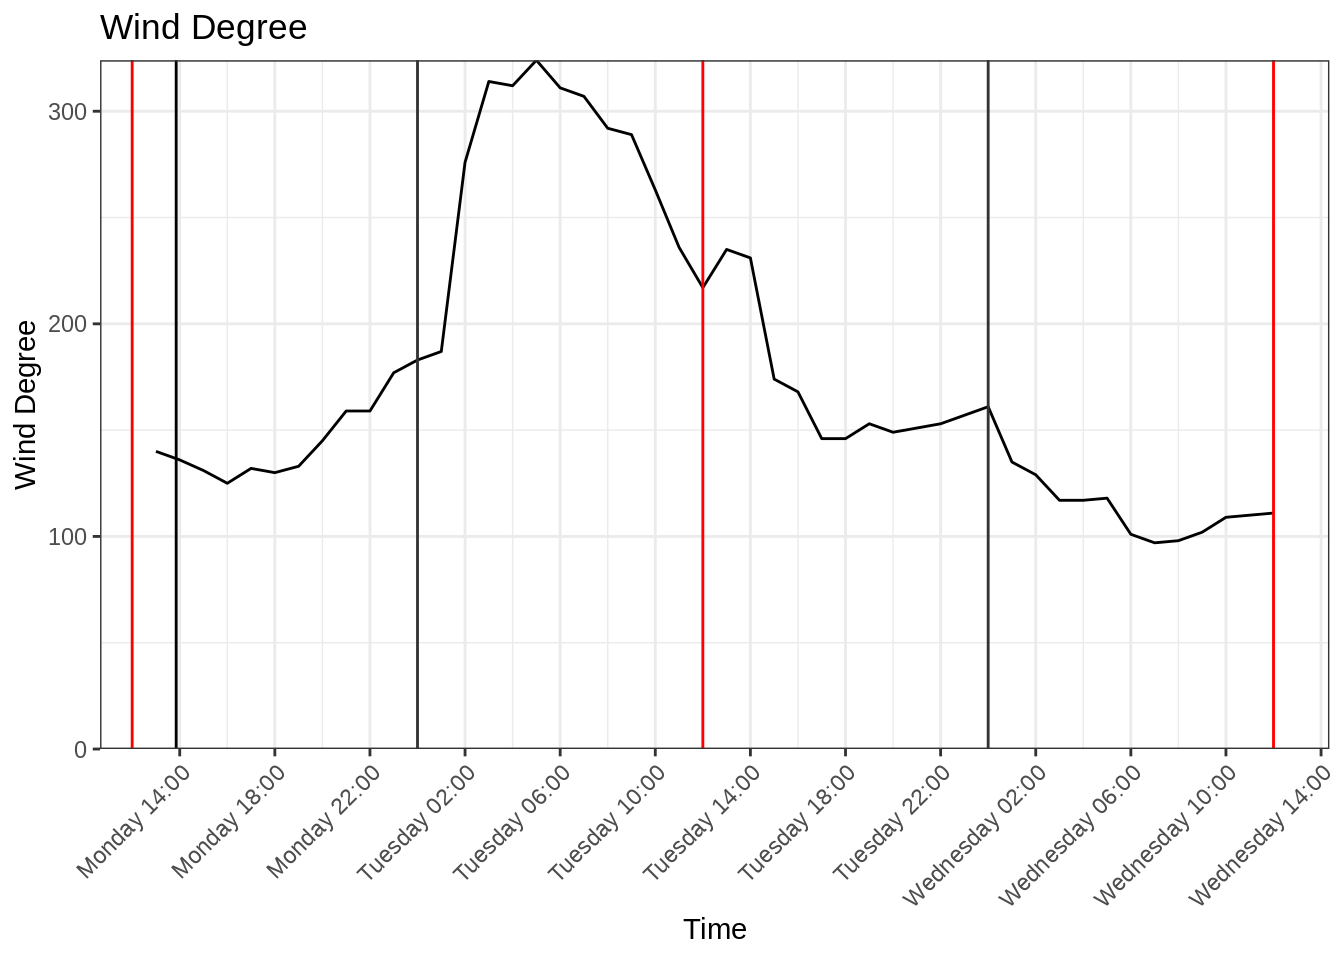 Wind Degree
300
200
100
0
Wind Degree
Monday 14:00
Monday 18:00
Monday 22:00
Tuesday 02:00
Tuesday 06:00
Tuesday 10:00
Tuesday 14:00
Tuesday 18:00
Tuesday 22:00
Wednesday 02:00
Wednesday 06:00
Wednesday 10:00
Wednesday 14:00
Time